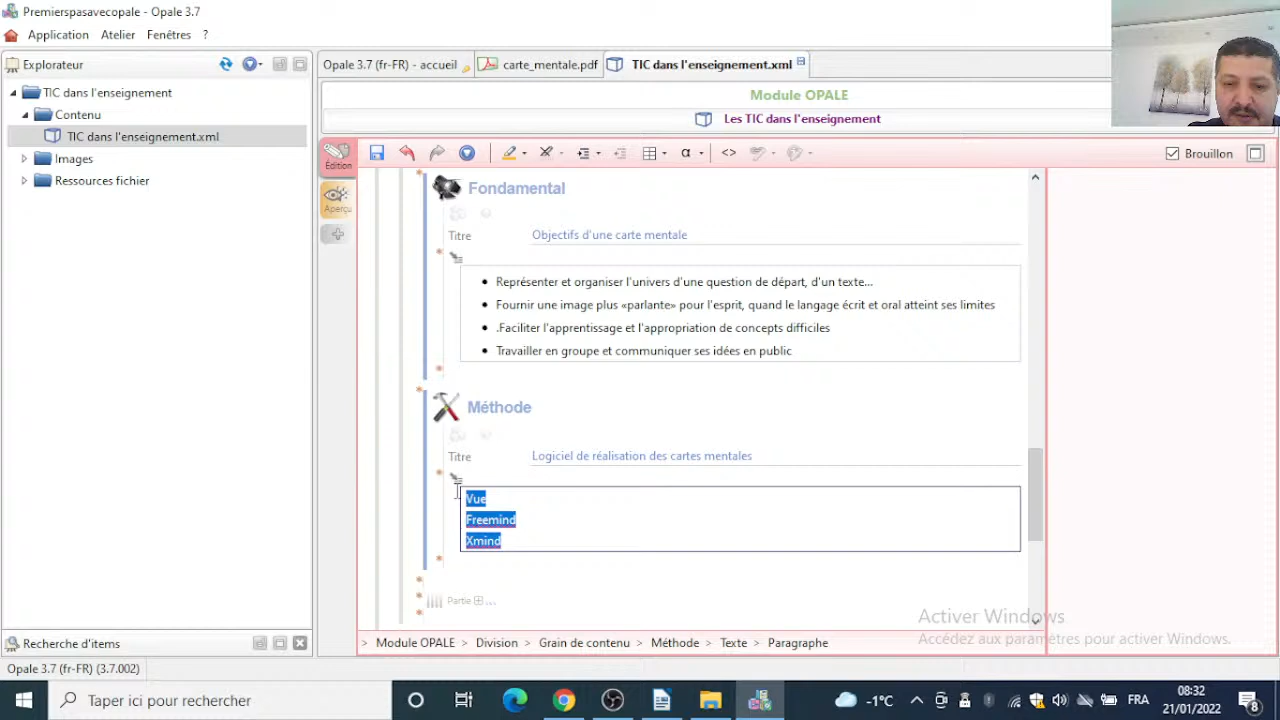 Premierspasavecopale - Opale 3.7
Application Atelier Fenêtres ?
Explorateur
Opale 3.7 (fr-FR) - accueil carte_mentale.pdf TIC dans l'enseignement.xml
TIC dans l'enseignement
Contenu
TIC dans l'enseignement.xml
Images
Ressources fichier
Module OPALE
Les TIC dans l'enseignement
Édition
Brouillon
Aperçu
Fondamental
Titre Objectifs d'une carte mentale
Représenter et organiser l'univers d'une question de départ, d'un texte...
Fournir une image plus «parlante» pour l'esprit, quand le langage écrit et oral atteint ses limites
.Faciliter l'apprentissage et l'appropriation de concepts difficiles
Travailler en groupe et communiquer ses idées en public
Méthode
Titre Logiciel de réalisation des cartes mentales
Vue
Freemind
Xmind
Partie ...
Activer Windows
Accédez aux paramètres pour activer Windows.
> Module OPALE > Division > Grain de contenu > Méthode > Texte > Paragraphe
Recherche d'items
Opale 3.7 (fr-FR) (3.7.002)
Taper ici pour rechercher
-1°C
FRA
08:32
21/01/2022
8